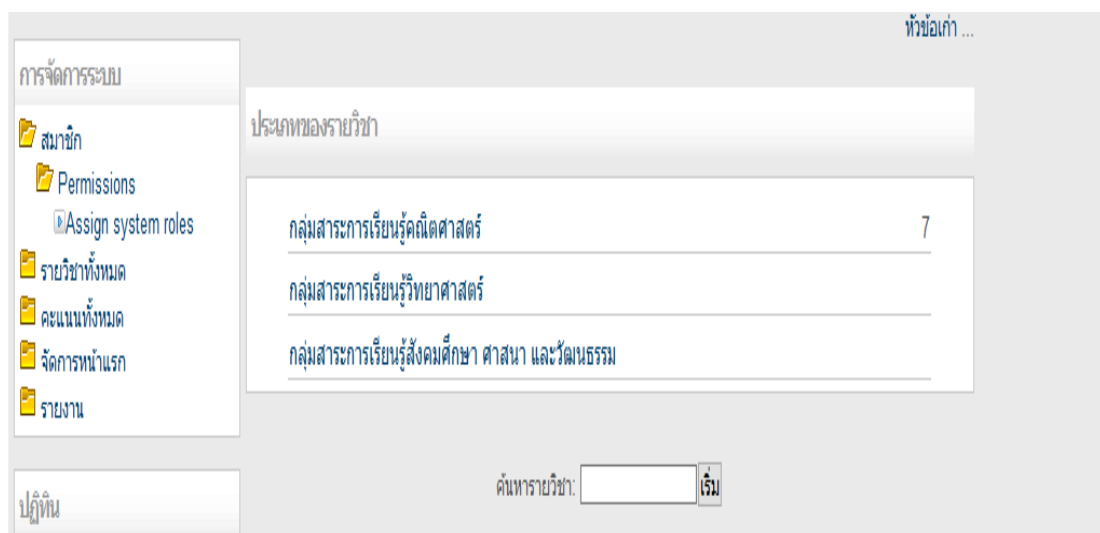 หัวข้อเก่า ...
การจัดการระบบ
สมาชิก
Permissions
Assign system roles
รายวิชาทั้งหมด
คะแนนทั้งหมด
จัดการหน้าแรก
รายงาน
ปฏิทิน
ประเภทของรายวิชา
กลุ่มสาระการเรียนรู้คณิตศาสตร์ 7
กลุ่มสาระการเรียนรู้วิทยาศาสตร์
กลุ่มสาระการเรียนรู้สังคมศึกษา ศาสนา และวัฒนธรรม
ค้นหารายวิชา: เริ่ม